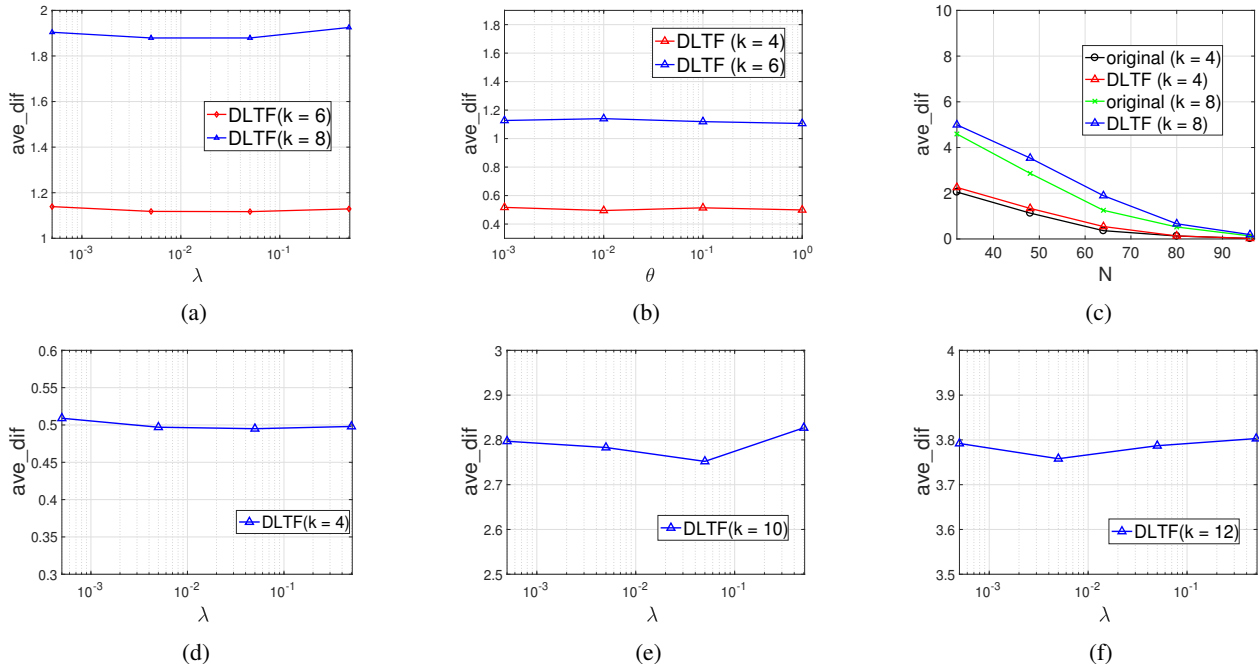 2
1.8
1.6
1.4
1.2
1
ave_dif
DLTF(k = 6)
DLTF(k = 8)
10-3
10-2
10-1
λ
(a)
1.8
1.6
1.4
1.2
1
0.8
0.6
0.4
ave_dif
DLTF (k = 4)
DLTF (k = 6)
10-3
10-2
10-1
100
θ
(b)
10
8
6
4
2
0
ave_dif
original (k = 4)
DLTF (k = 4)
original (k = 8)
DLTF (k = 8)
40 50 60 70 80 90
N
(c)
0.6
0.55
0.5
0.45
0.4
0.35
0.3
ave_dif
DLTF(k = 4)
10-3
10-2
10-1
λ
(d)
3
2.9
2.8
2.7
2.6
2.5
ave_dif
DLTF(k = 10)
10-3
10-2
10-1
λ
(e)
4
3.9
3.8
3.7
3.6
3.5
ave_dif
DLTF(k = 12)
10-3
10-2
10-1
λ
(f)